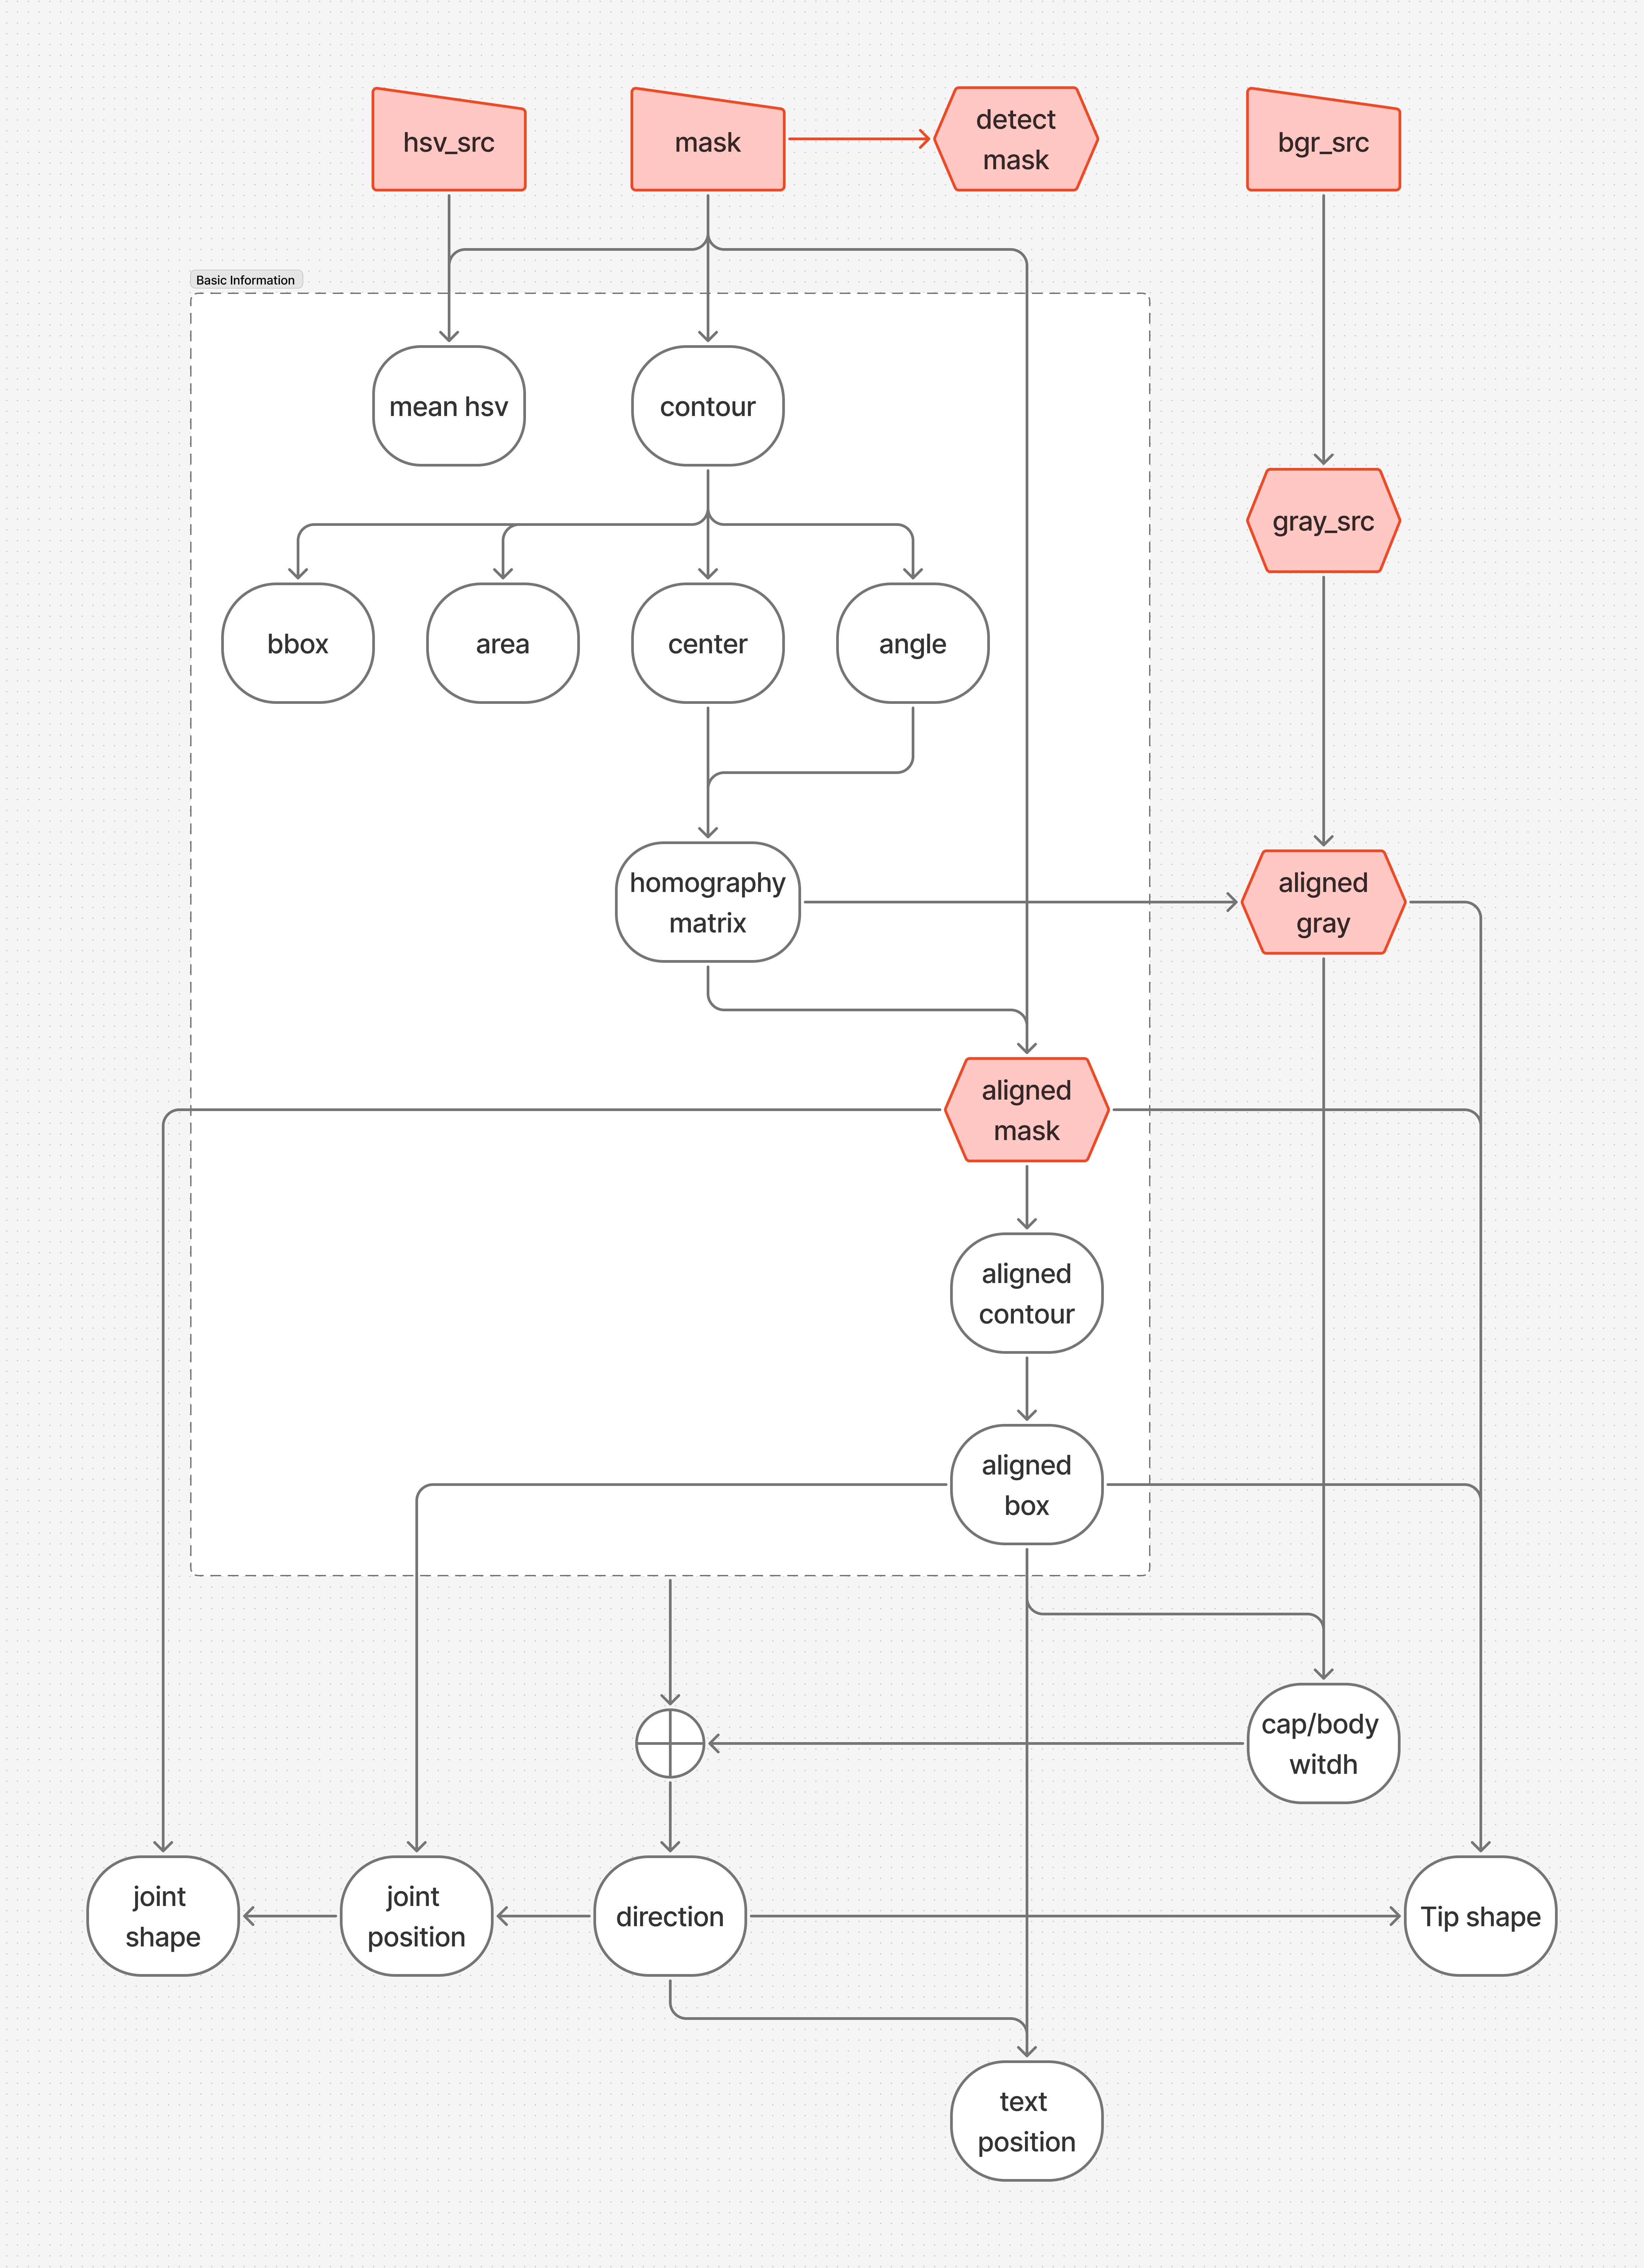 hsv_src
mask
detect
mask
bgr_src
Basic Information
mean hsv
contour
gray_src
bbox
area
center
angle
homography
matrix
aligned
gray
aligned
mask
aligned
contour
aligned
box
cap/body
witdh
joint
shape
joint
position
direction
Tip shape
text
position